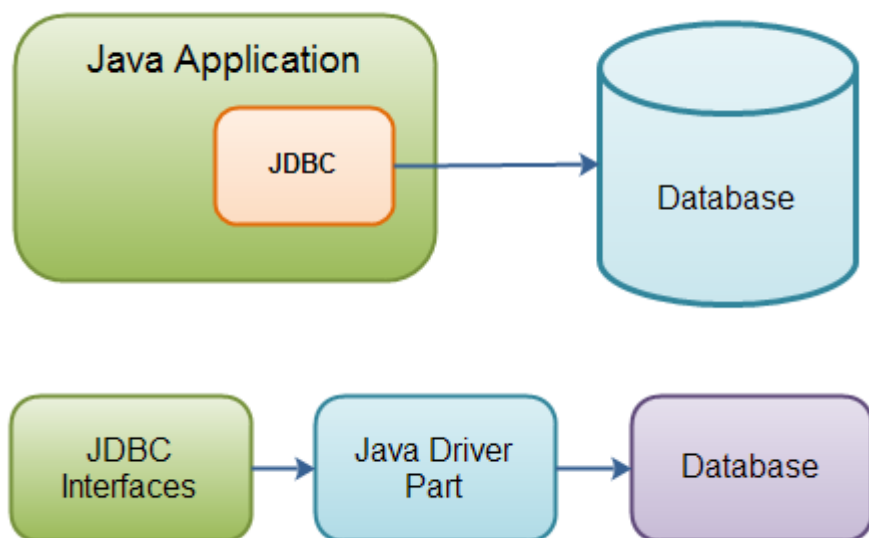 Java Application
JDBC
Database
JDBC
Interfaces
Java Driver
Part
Database